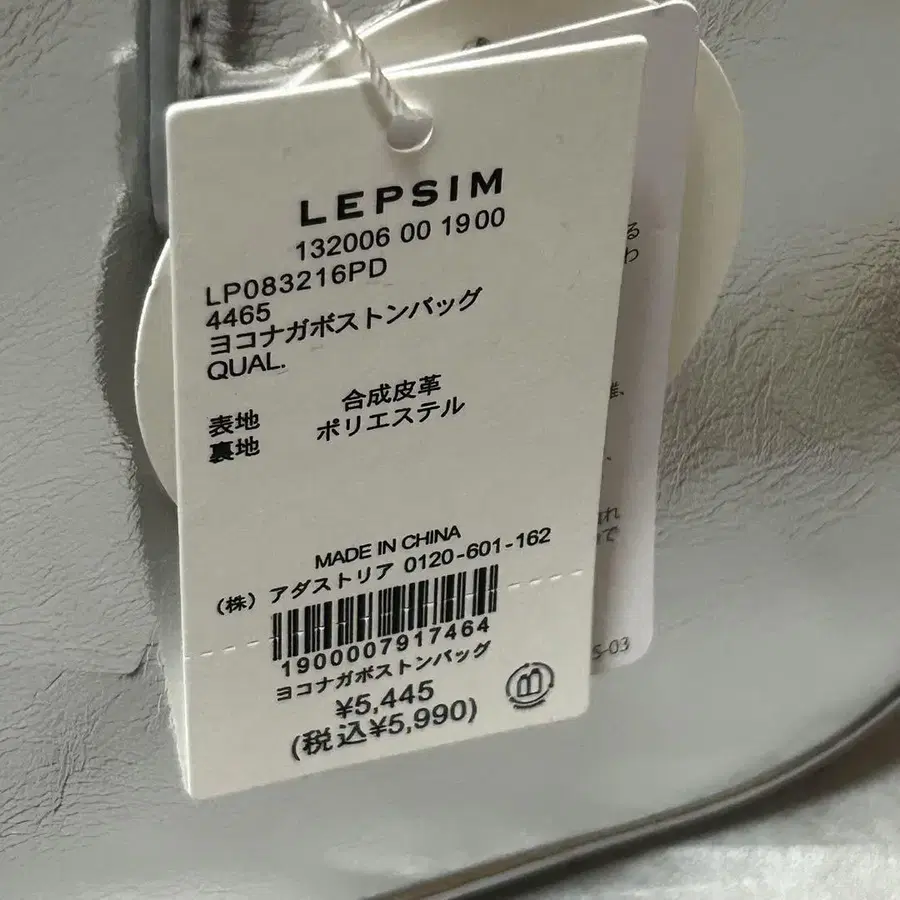 LEPSIM
132006 00 1900
LP083216PD
4465
ヨコナガボストンバッグ
QUAL.
表地 合成皮革
裏地 ポリエステル
MADE IN CHINA
(株) アダストリア 0120-601-162
1900007917464
ヨコナガボストンバッグ
¥5,445
(税込¥5,990)
る
わ
S-03